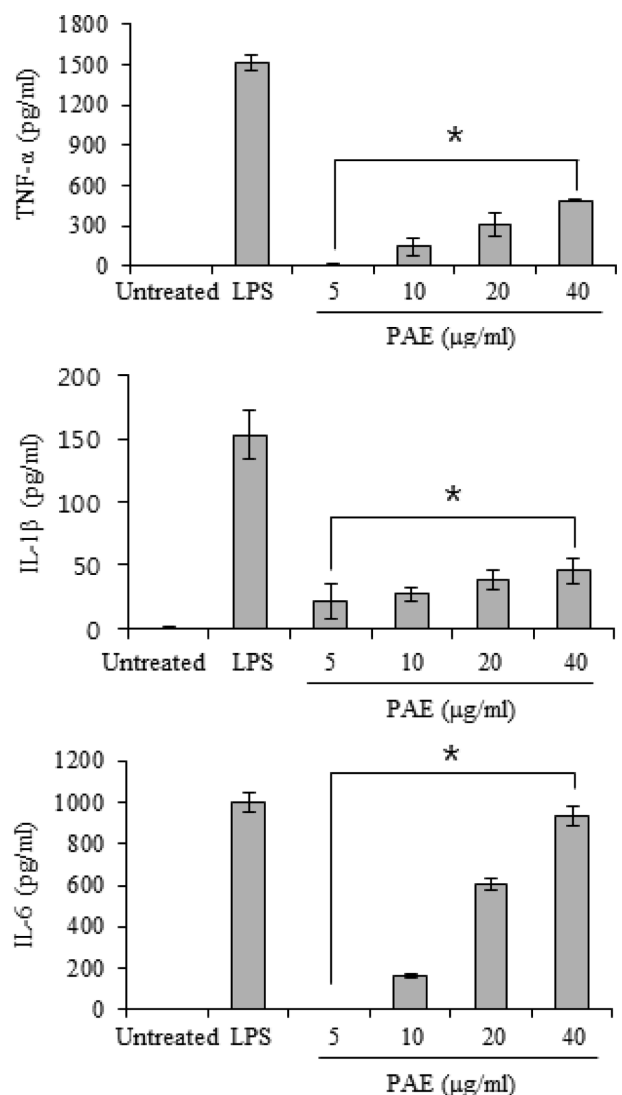 TNF-α (pg/ml)
1800
1500
1200
900
600
300
0
*
Untreated LPS 5 10 20 40
PAE (μg/ml)
IL-1β (pg/ml)
200
150
100
50
0
*
Untreated LPS 5 10 20 40
PAE (μg/ml)
IL-6 (pg/ml)
1200
1000
800
600
400
200
0
*
Untreated LPS 5 10 20 40
PAE (μg/ml)